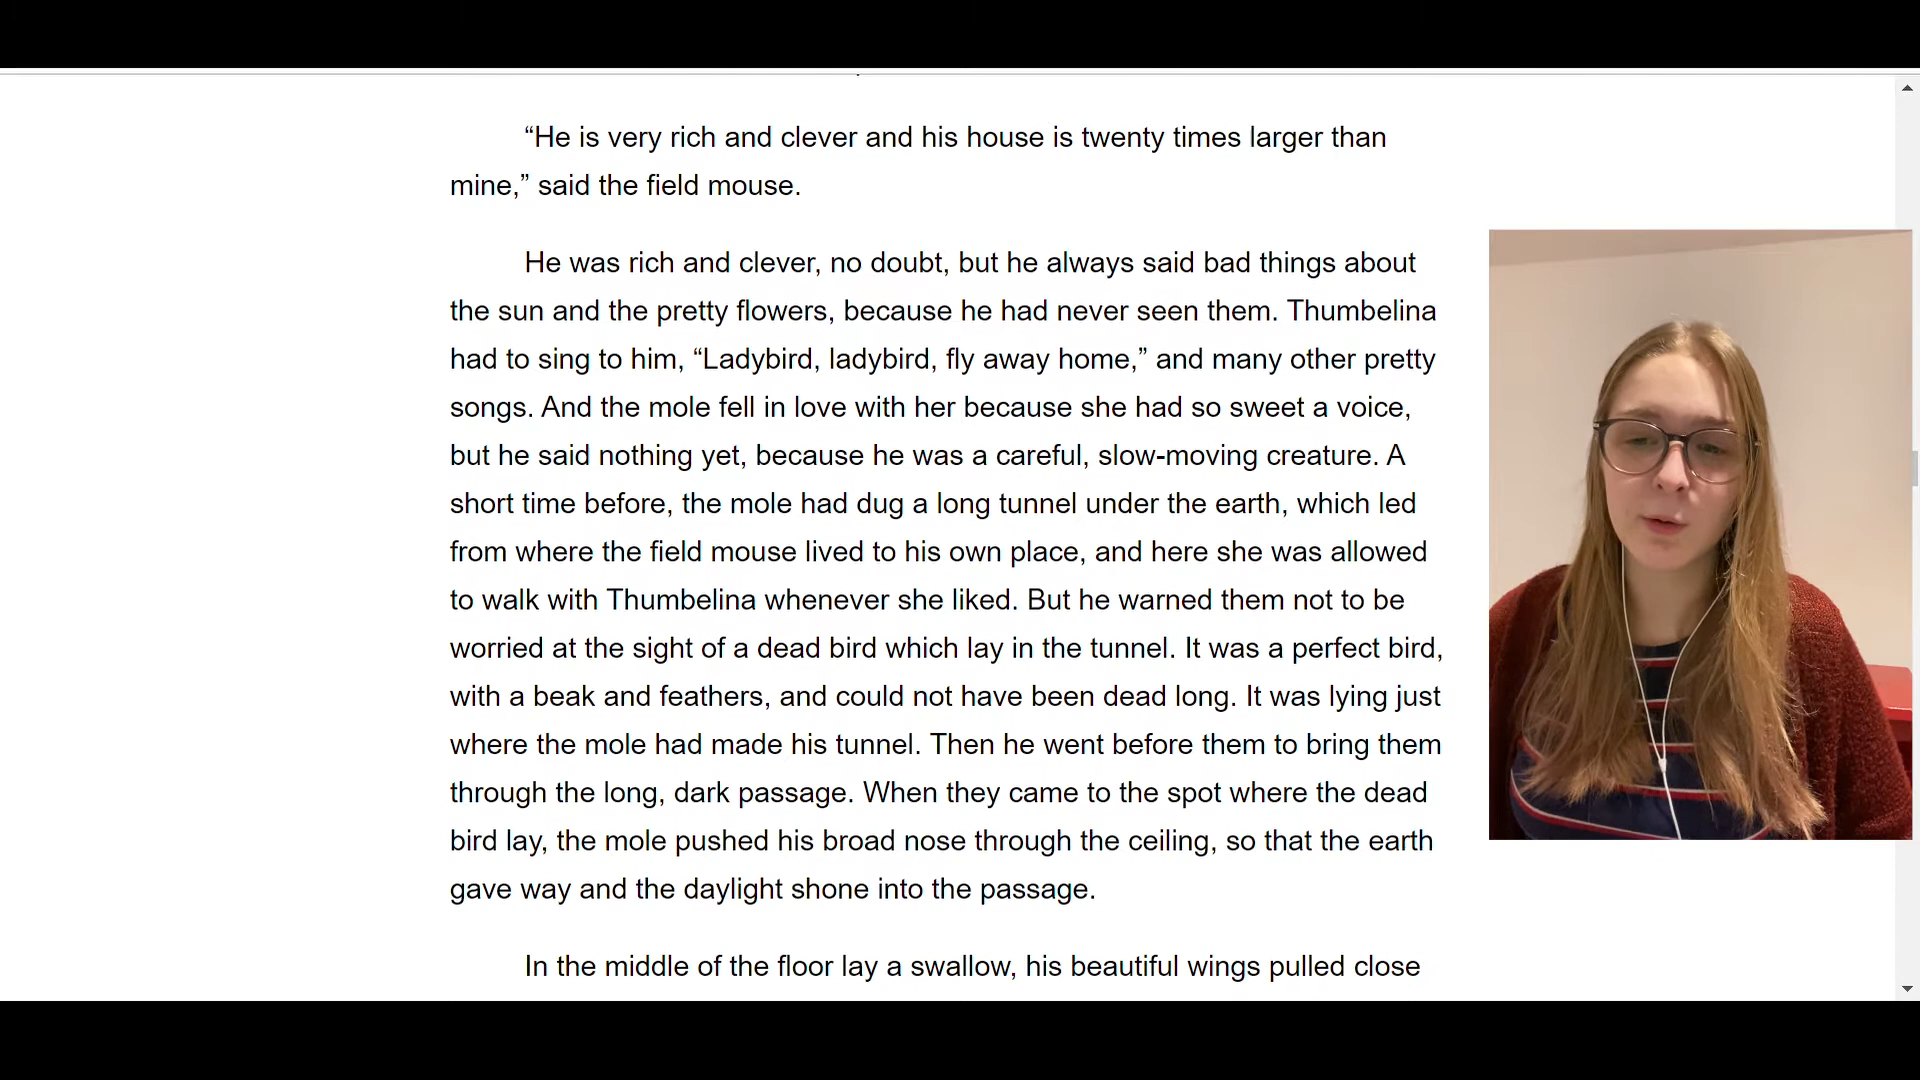 “He is very rich and clever and his house is twenty times larger than
mine,” said the field mouse.
He was rich and clever, no doubt, but he always said bad things about
the sun and the pretty flowers, because he had never seen them. Thumbelina
had to sing to him, “Ladybird, ladybird, fly away home,” and many other pretty
songs. And the mole fell in love with her because she had so sweet a voice,
but he said nothing yet, because he was a careful, slow-moving creature. A
short time before, the mole had dug a long tunnel under the earth, which led
from where the field mouse lived to his own place, and here she was allowed
to walk with Thumbelina whenever she liked. But he warned them not to be
worried at the sight of a dead bird which lay in the tunnel. It was a perfect bird,
with a beak and feathers, and could not have been dead long. It was lying just
where the mole had made his tunnel. Then he went before them to bring them
through the long, dark passage. When they came to the spot where the dead
bird lay, the mole pushed his broad nose through the ceiling, so that the earth
gave way and the daylight shone into the passage.
In the middle of the floor lay a swallow, his beautiful wings pulled close